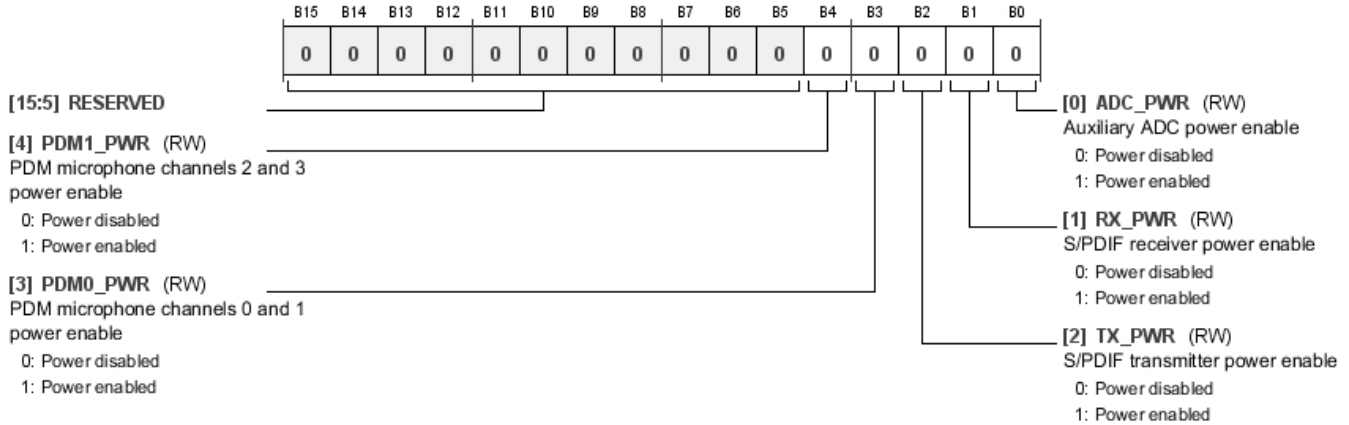 B15 B14 B13 B12 B11 B10 B9 B8 B7 B6 B5 B4 B3 B2 B1 B0
0 0 0 0 0 0 0 0 0 0 0 0 0 0 0 0
[15:5] RESERVED
[4] PDM1_PWR (RW)
PDM microphone channels 2 and 3
power enable
0: Power disabled
1: Power enabled
[3] PDM0_PWR (RW)
PDM microphone channels 0 and 1
power enable
0: Power disabled
1: Power enabled
[0] ADC_PWR (RW)
Auxiliary ADC power enable
0: Power disabled
1: Power enabled
[1] RX_PWR (RW)
S/PDIF receiver power enable
0: Power disabled
1: Power enabled
[2] TX_PWR (RW)
S/PDIF transmitter power enable
0: Power disabled
1: Power enabled